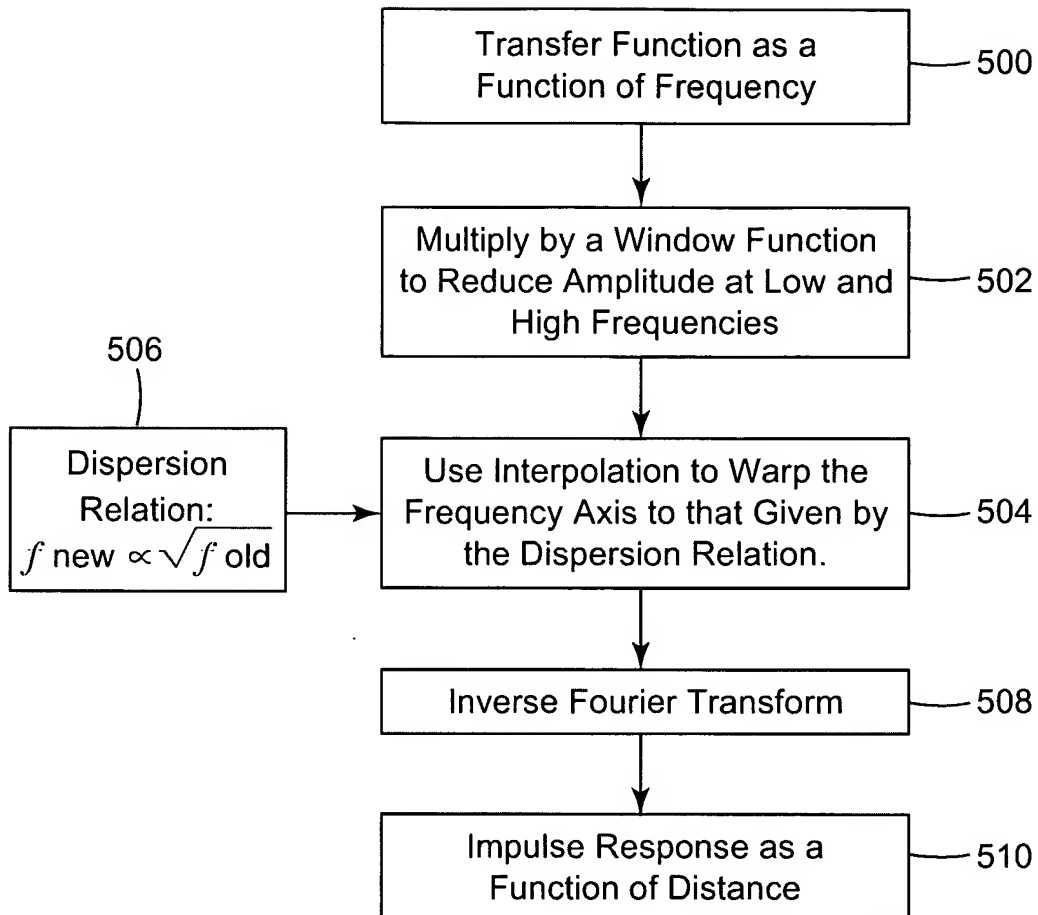 Transfer Function as a
Function of Frequency
500
Multiply by a Window Function
to Reduce Amplitude at Low and
High Frequencies
502
506
Dispersion
Relation:
f new ∝ √f old
Use Interpolation to Warp the
Frequency Axis to that Given by
the Dispersion Relation.
504
Inverse Fourier Transform
508
Impulse Response as a
Function of Distance
510